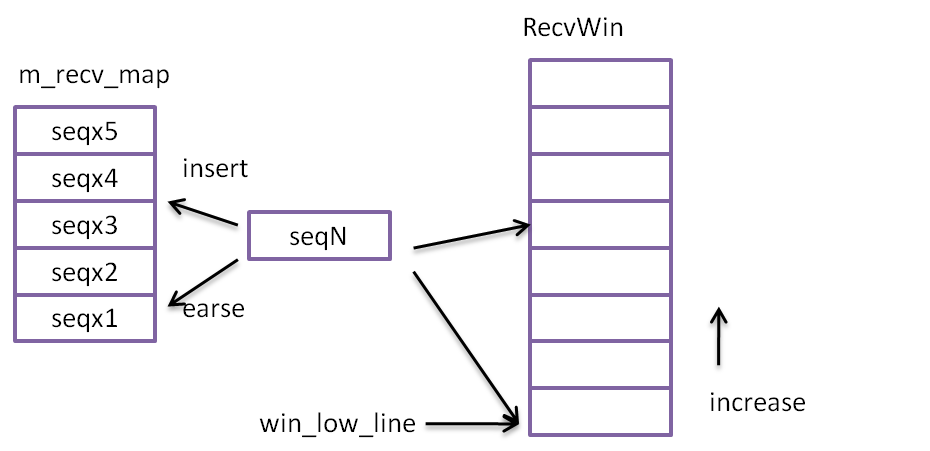 RecvWin
m_recv_map
seqx5
seqx4
seqx3
seqx2
seqx1
insert
seqN
earse
win_low_line
increase